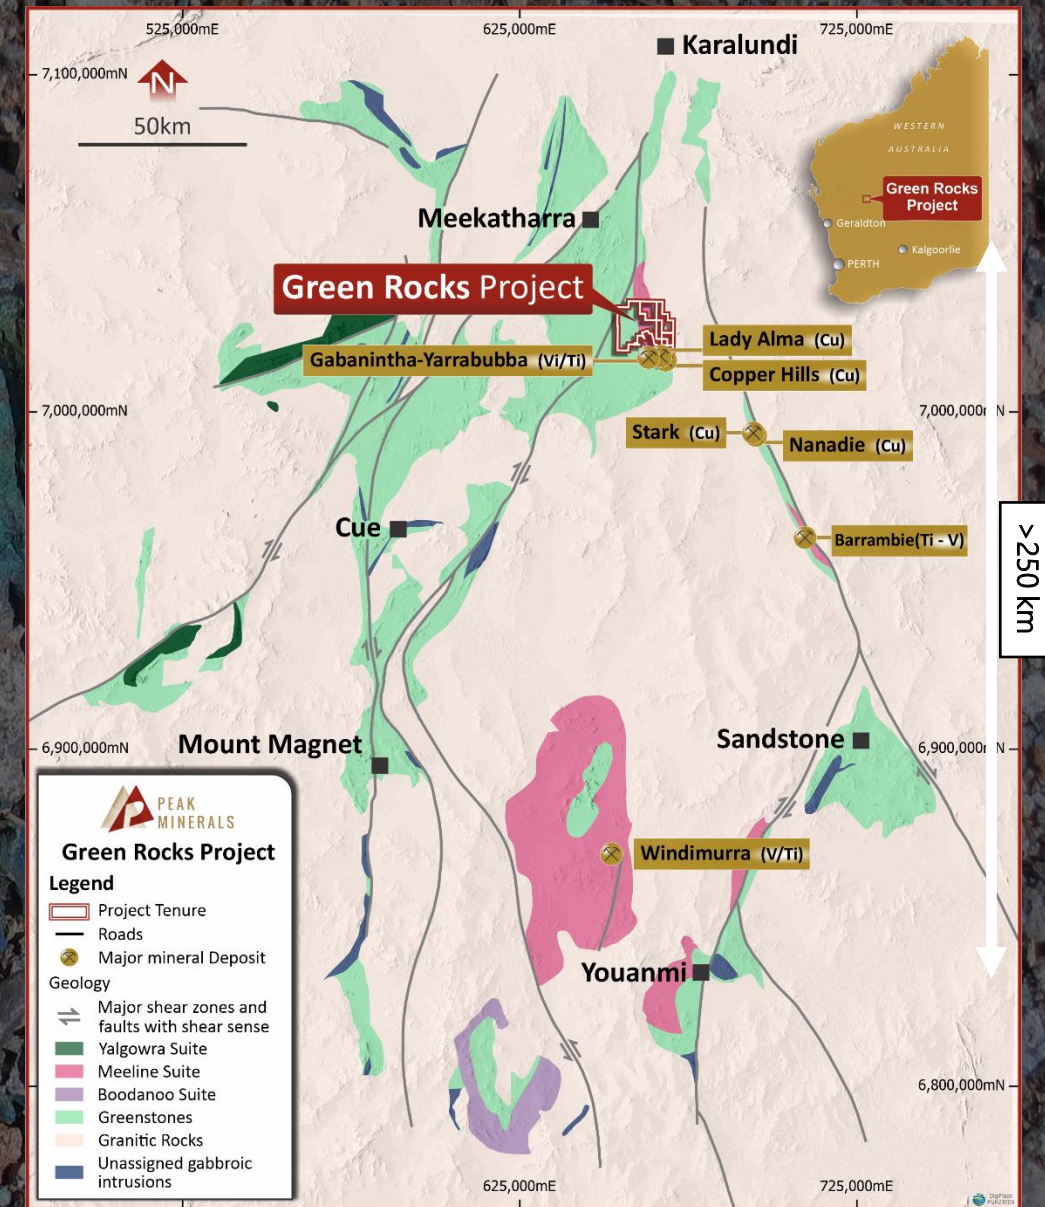 525,000mE
625,000mE
725,000mE
Karalundi
7,100,000mN
N
50km
WESTERN
AUSTRALIA
Green Rocks
Project
Geraldton
Kalgoorlie
PERTH
Meekatharra
Green Rocks Project
Lady Alma (Cu)
Gabanintha-Yarrabubba (Vi/Ti)
Copper Hills (Cu)
7,000,000mN
7,000,000mN
Stark (Cu)
Nanadie (Cu)
Cue
Barrambie(Ti - V)
>250 km
Mount Magnet
Sandstone
6,900,000mN
6,900,000mN
Windimurra (V/Ti)
Youanmi
6,800,000mN
PEAK
MINERALS
Green Rocks Project
Legend
Project Tenure
Roads
Major mineral Deposit
Geology
Major shear zones and
faults with shear sense
Yalgowra Suite
Meeline Suite
Boodanoo Suite
Greenstones
Granitic Rocks
Unassigned gabbroic
intrusions
625,000mE
725,000mE